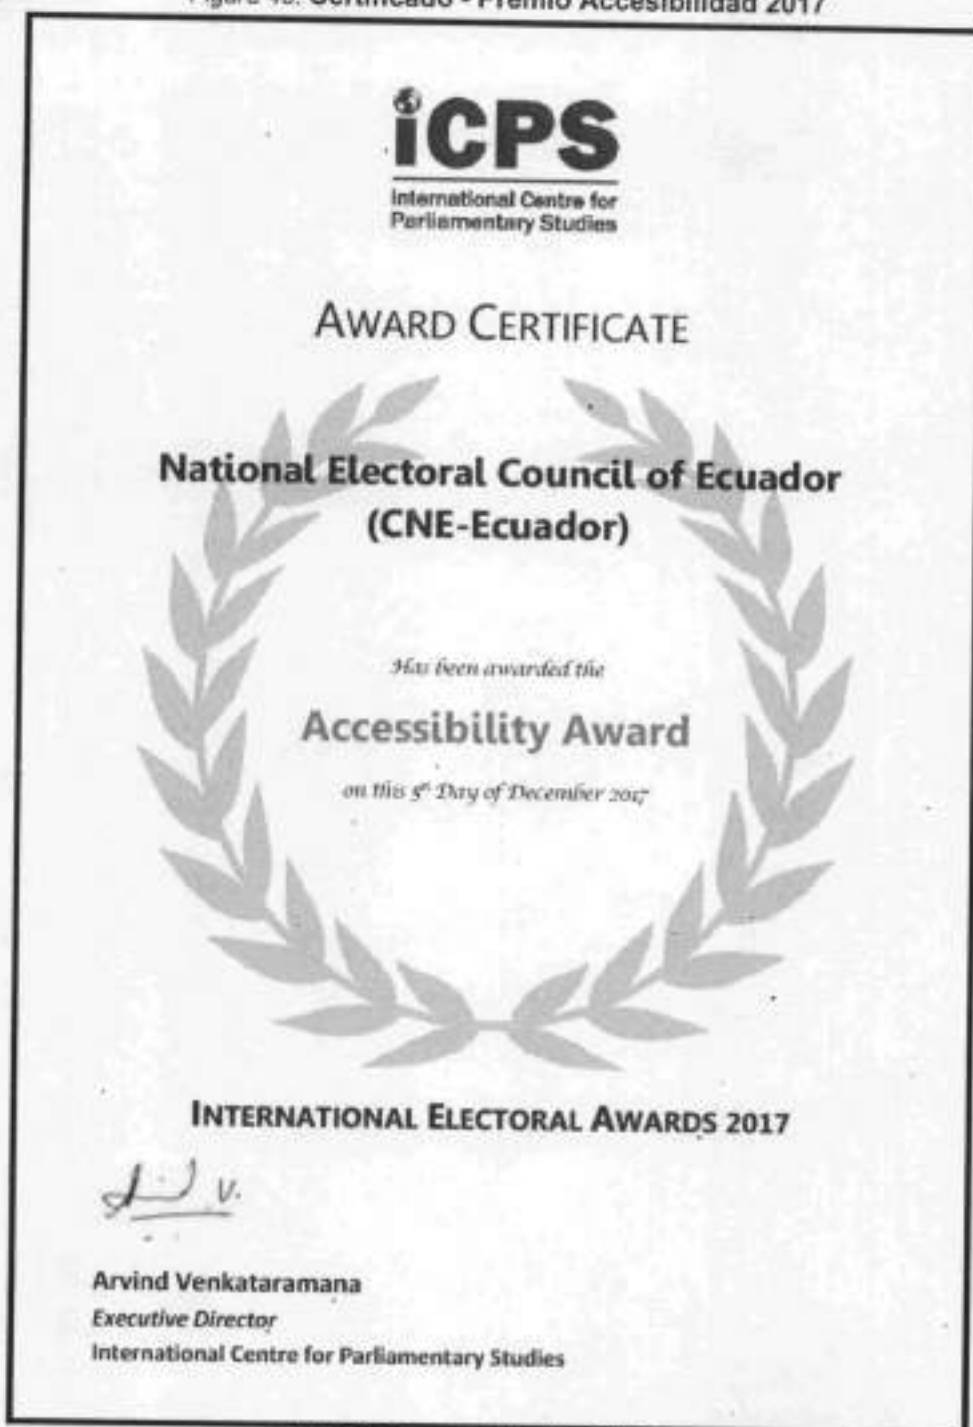 Certificado - Premio Accesibilidad 2017
iCPS
International Centre for
Parliamentary Studies
AWARD CERTIFICATE
National Electoral Council of Ecuador
(CNE-Ecuador)
Has been awarded the
Accessibility Award
on this 5th Day of December 2017
INTERNATIONAL ELECTORAL AWARDS 2017
V.
Arvind Venkataramana
Executive Director
International Centre for Parliamentary Studies